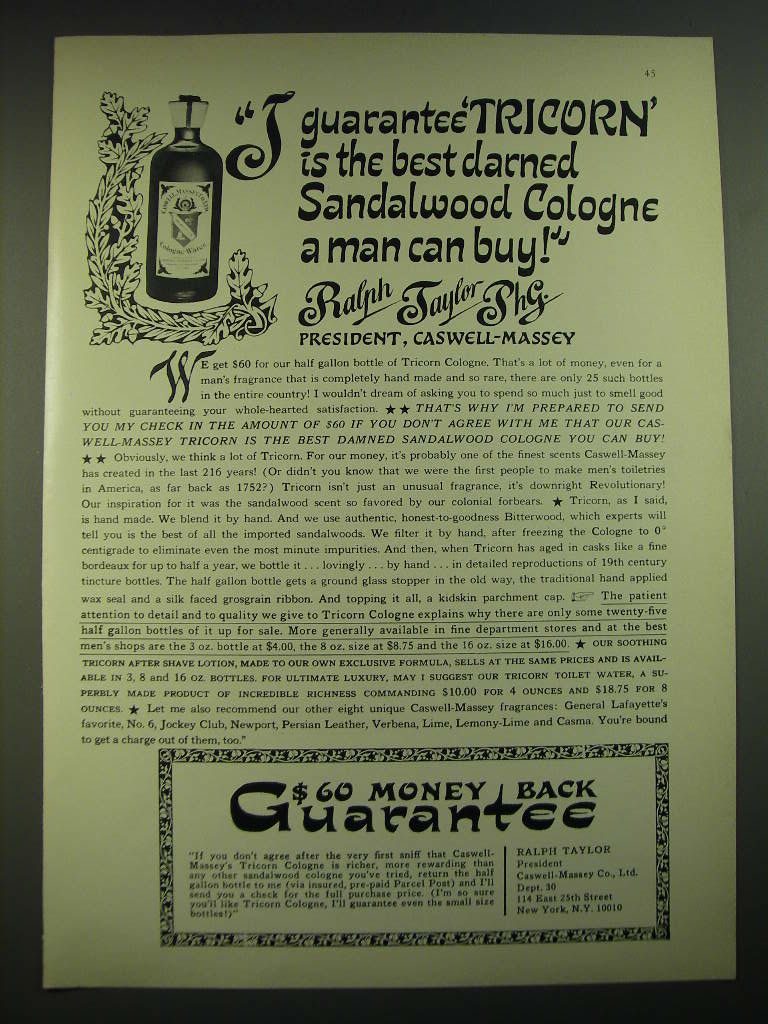 45
"I guarantee 'TRICORN'
is the best darned
Sandalwood Cologne
a man can buy!"
Ralph Taylor PhG.
PRESIDENT, CASWELL-MASSEY
CASWELL-MASSEY
Cologne-Water
WE get $60 for our half gallon bottle of Tricorn Cologne. That's a lot of money, even for a
man's fragrance that is completely hand made and so rare, there are only 25 such bottles
in the entire country! I wouldn't dream of asking you to spend so much just to smell good
without guaranteeing your whole-hearted satisfaction. ★★ THAT'S WHY I'M PREPARED TO SEND
YOU MY CHECK IN THE AMOUNT OF $60 IF YOU DON'T AGREE WITH ME THAT OUR CAS-
WELL-MASSEY TRICORN IS THE BEST DAMNED SANDALWOOD COLOGNE YOU CAN BUY!
★★ Obviously, we think a lot of Tricorn. For our money, it's probably one of the finest scents Caswell-Massey
has created in the last 216 years! (Or didn't you know that we were the first people to make men's toiletries
in America, as far back as 1752?) Tricorn isn't just an unusual fragrance, it's downright Revolutionary!
Our inspiration for it was the sandalwood scent so favored by our colonial forbears. ★ Tricorn, as I said,
is hand made. We blend it by hand. And we use authentic, honest-to-goodness Bitterwood, which experts will
tell you is the best of all the imported sandalwoods. We filter it by hand, after freezing the Cologne to 0°
centigrade to eliminate even the most minute impurities. And then, when Tricorn has aged in casks like a fine
bordeaux for up to half a year, we bottle it . . . lovingly . . . by hand . . . in detailed reproductions of 19th century
tincture bottles. The half gallon bottle gets a ground glass stopper in the old way, the traditional hand applied
wax seal and a silk faced grosgrain ribbon. And topping it all, a kidskin parchment cap. ☞ The patient
attention to detail and to quality we give to Tricorn Cologne explains why there are only some twenty-five
half gallon bottles of it up for sale. More generally available in fine department stores and at the best
men's shops are the 3 oz. bottle at $4.00, the 8 oz. size at $8.75 and the 16 oz. size at $16.00. ★ OUR SOOTHING
TRICORN AFTER SHAVE LOTION, MADE TO OUR OWN EXCLUSIVE FORMULA, SELLS AT THE SAME PRICES AND IS AVAIL-
ABLE IN 3, 8 AND 16 OZ. BOTTLES. FOR ULTIMATE LUXURY, MAY I SUGGEST OUR TRICORN TOILET WATER, A SU-
PERBLY MADE PRODUCT OF INCREDIBLE RICHNESS COMMANDING $10.00 FOR 4 OUNCES AND $18.75 FOR 8
OUNCES. ★ Let me also recommend our other eight unique Caswell-Massey fragrances: General Lafayette's
favorite, No. 6, Jockey Club, Newport, Persian Leather, Verbena, Lime, Lemony-Lime and Casma. You're bound
to get a charge out of them, too."
$60 MONEY BACK
Guarantee
"If you don't agree after the very first sniff that Caswell-
Massey's Tricorn Cologne is richer, more rewarding than
any other sandalwood cologne you've tried, return the half
gallon bottle to me (via insured, pre-paid Parcel Post) and I'll
send you a check for the full purchase price. (I'm so sure
you'll like Tricorn Cologne, I'll guarantee even the small size
bottles!)"
RALPH TAYLOR
President
Caswell-Massey Co., Ltd.
Dept. 30
114 East 25th Street
New York, N.Y. 10010